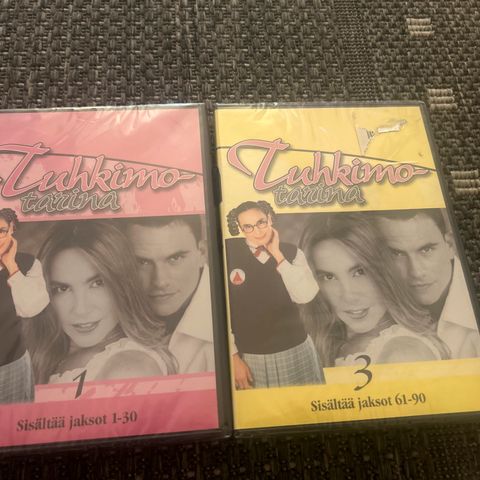 Tuhkimo-
tarina
1
Sisältää jaksot 1-30
Tuhkimo-
tarina
3
Sisältää jaksot 61-90